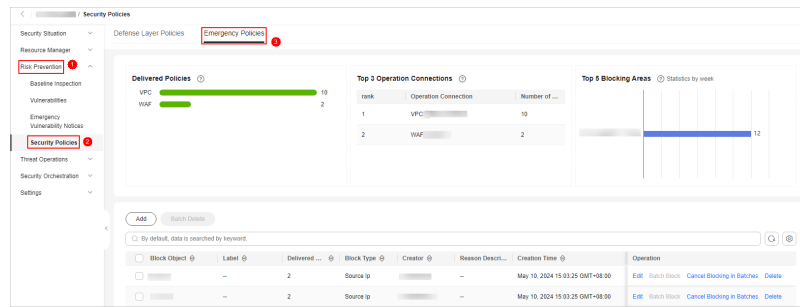 / Security Policies
Security Situation
Resource Manager
Risk Prevention 1
Baseline Inspection
Vulnerabilities
Emergency
Vulnerability Notices
Security Policies 2
Threat Operations
Security Orchestration
Settings
Defense Layer Policies Emergency Policies 3
Delivered Policies
VPC 10
WAF 2
Top 3 Operation Connections
rank Operation Connection Number of ...
1 VPC 10
2 WAF 2
Top 5 Blocking Areas Statistics by week
12
Add Batch Delete
By default, data is searched by keyword.
Block Object Label Delivered ... Block Type Creator Reason Descri... Creation Time Operation
-- 2 Source Ip -- May 10, 2024 15:03:25 GMT+08:00 Edit Batch Block Cancel Blocking in Batches Delete
-- 2 Source Ip -- May 10, 2024 15:03:25 GMT+08:00 Edit Batch Block Cancel Blocking in Batches Delete